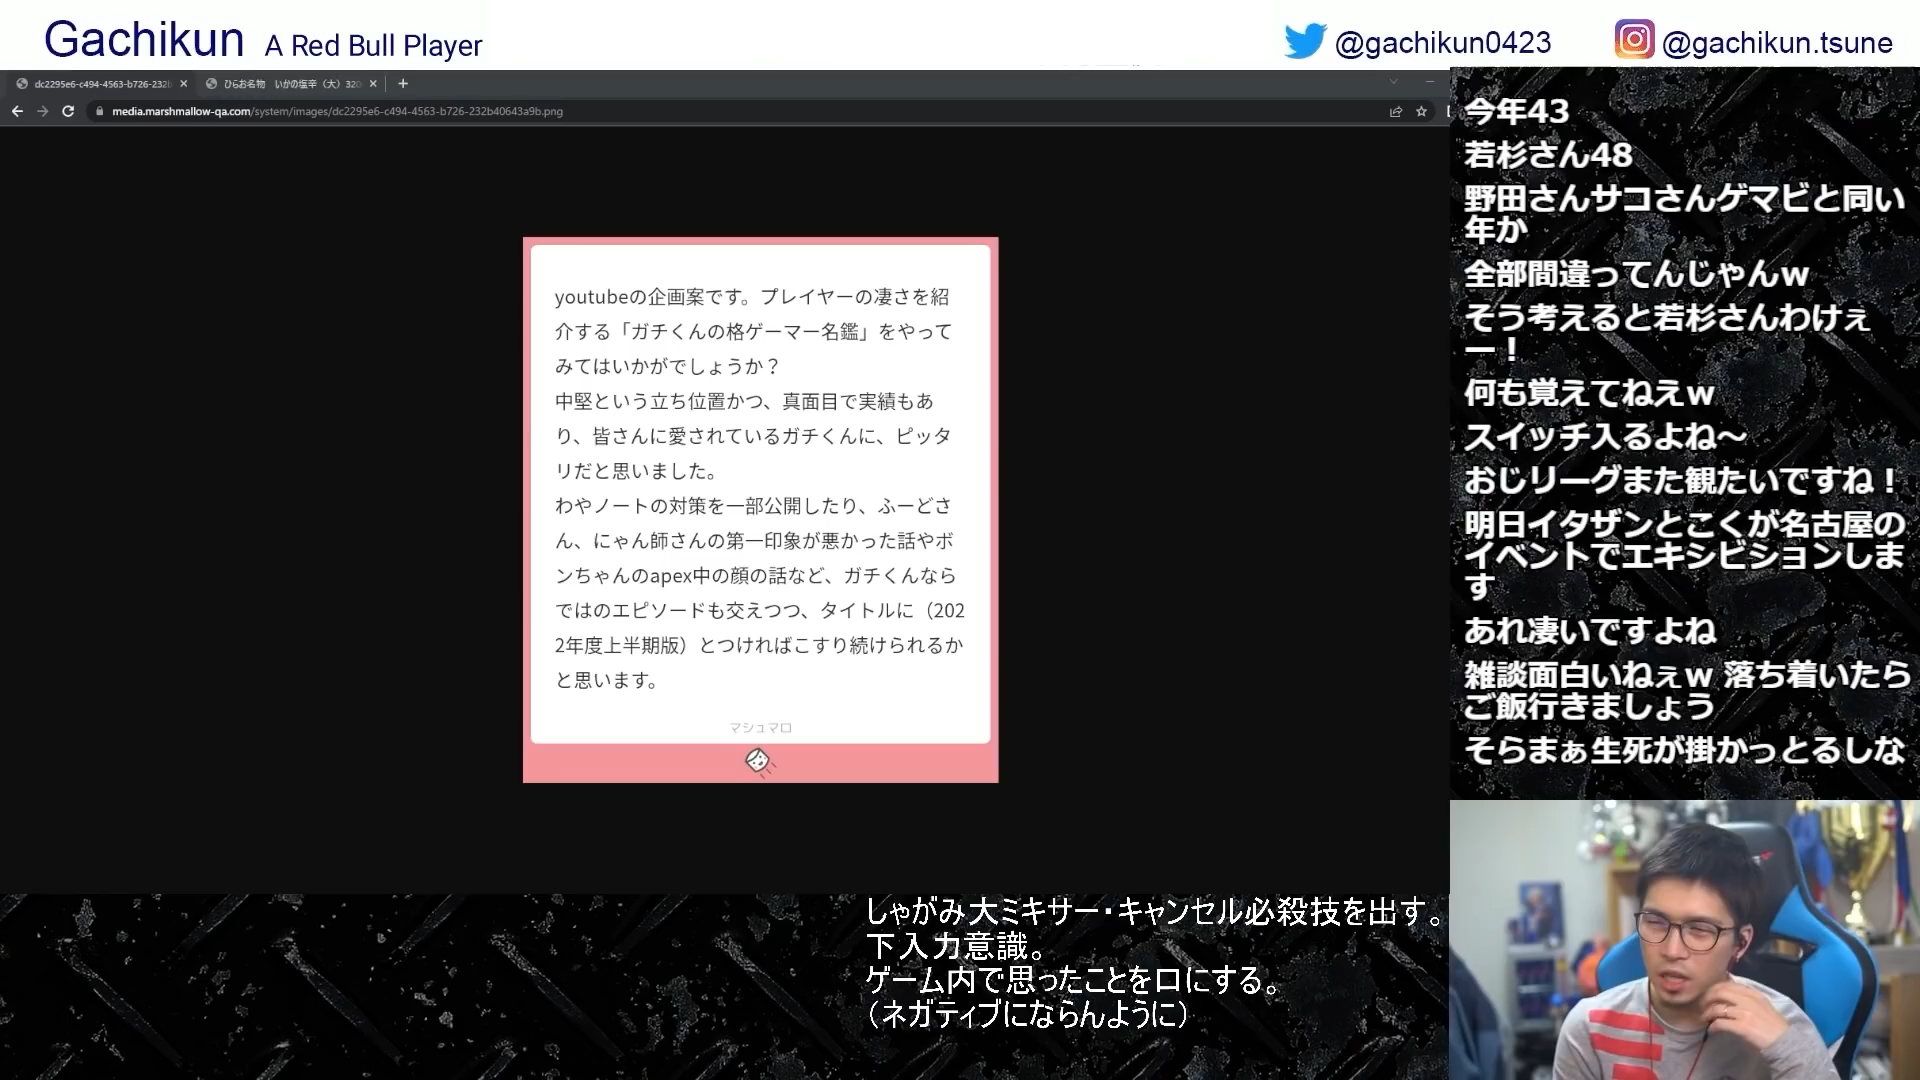 Gachikun A Red Bull Player
@gachikun0423
@gachikun.tsune
dc2295e6-c494-4563-b726-232b
ひらお名物 いかの塩辛（大）320
media.marshmallow-qa.com/system/images/dc2295e6-c494-4563-b726-232b40643a9b.png
youtubeの企画案です。プレイヤーの凄さを紹
介する「ガチくんの格ゲーマー名鑑」をやって
みてはいかがでしょうか？
中堅という立ち位置かつ、真面目で実績もあ
り、皆さんに愛されているガチくんに、ピッタ
リだと思いました。
わやノートの対策を一部公開したり、ふーどさ
ん、にゃん師さんの第一印象が悪かった話やボ
ンちゃんのapex中の顔の話など、ガチくんなら
ではのエピソードも交えつつ、タイトルに（202
2年度上半期版）とつければこすり続けられるか
と思います。
マシュマロ
今年43
若杉さん48
野田さんサコさんゲマビと同い
年か
全部間違ってんじゃんw
そう考えると若杉さんわけぇ
ー！
何も覚えてねえw
スイッチ入るよね〜
おじリーグまた観たいですね！
明日イタザンとこくが名古屋の
イベントでエキシビションしま
す
あれ凄いですよね
雑談面白いねぇw 落ち着いたら
ご飯行きましょう
そらまぁ生死が掛かっとるしな
しゃがみ大ミキサー・キャンセル必殺技を出す。
下入力意識。
ゲーム内で思ったことを口にする。
（ネガティブにならんように）